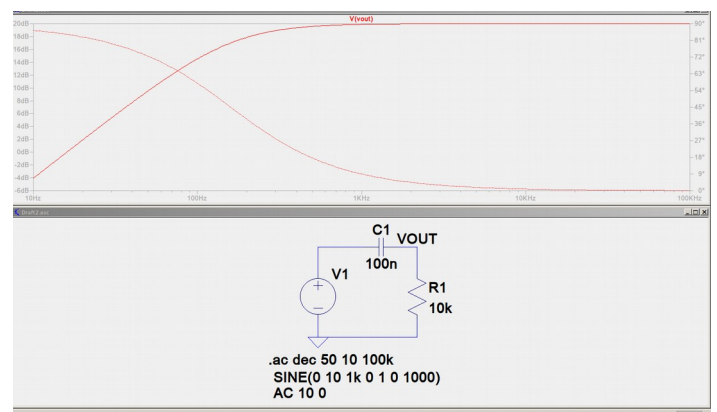 V(vout)
20dB 90°
18dB 81°
16dB 72°
14dB 63°
12dB
10dB 54°
8dB 45°
6dB
4dB 36°
2dB 27°
0dB 18°
-2dB
-4dB 9°
-6dB 0°
10Hz 100Hz 1KHz 10KHz 100KHz
C1
VOUT
100n
V1
R1
10k
.ac dec 50 10 100k
SINE(0 10 1k 0 1 0 1000)
AC 10 0